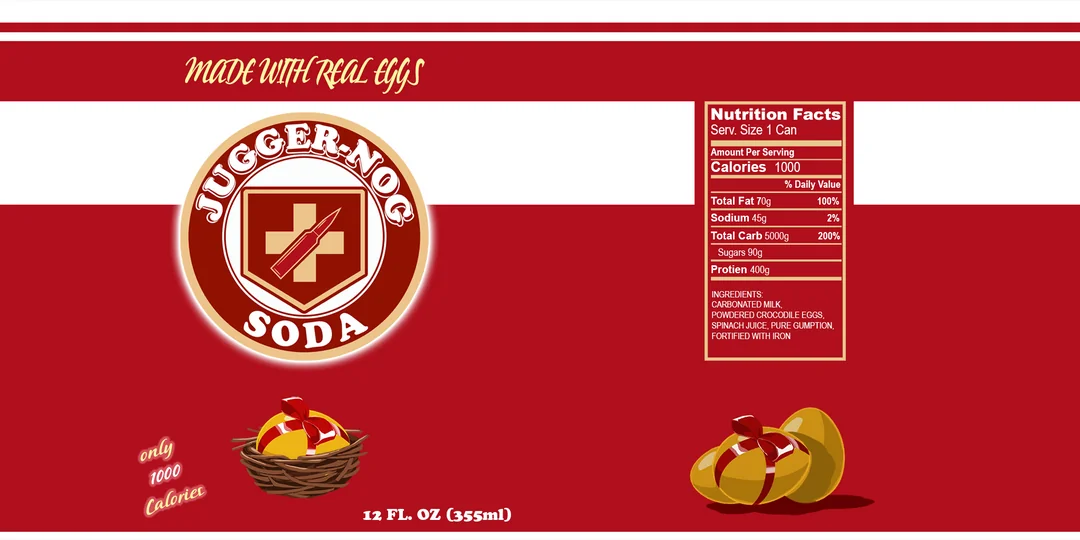 MADE WITH REAL EGGS
JUGGER-NOG
SODA
only
1000
Calories
12 FL. OZ (355ml)
Nutrition Facts
Serv. Size 1 Can
Amount Per Serving
Calories 1000
% Daily Value
Total Fat 70g 100%
Sodium 45g 2%
Total Carb 5000g 200%
Sugars 90g
Protien 400g
INGREDIENTS:
CARBONATED MILK,
POWDERED CROCODILE EGGS,
SPINACH JUICE, PURE GUMPTION,
FORTIFIED WITH IRON